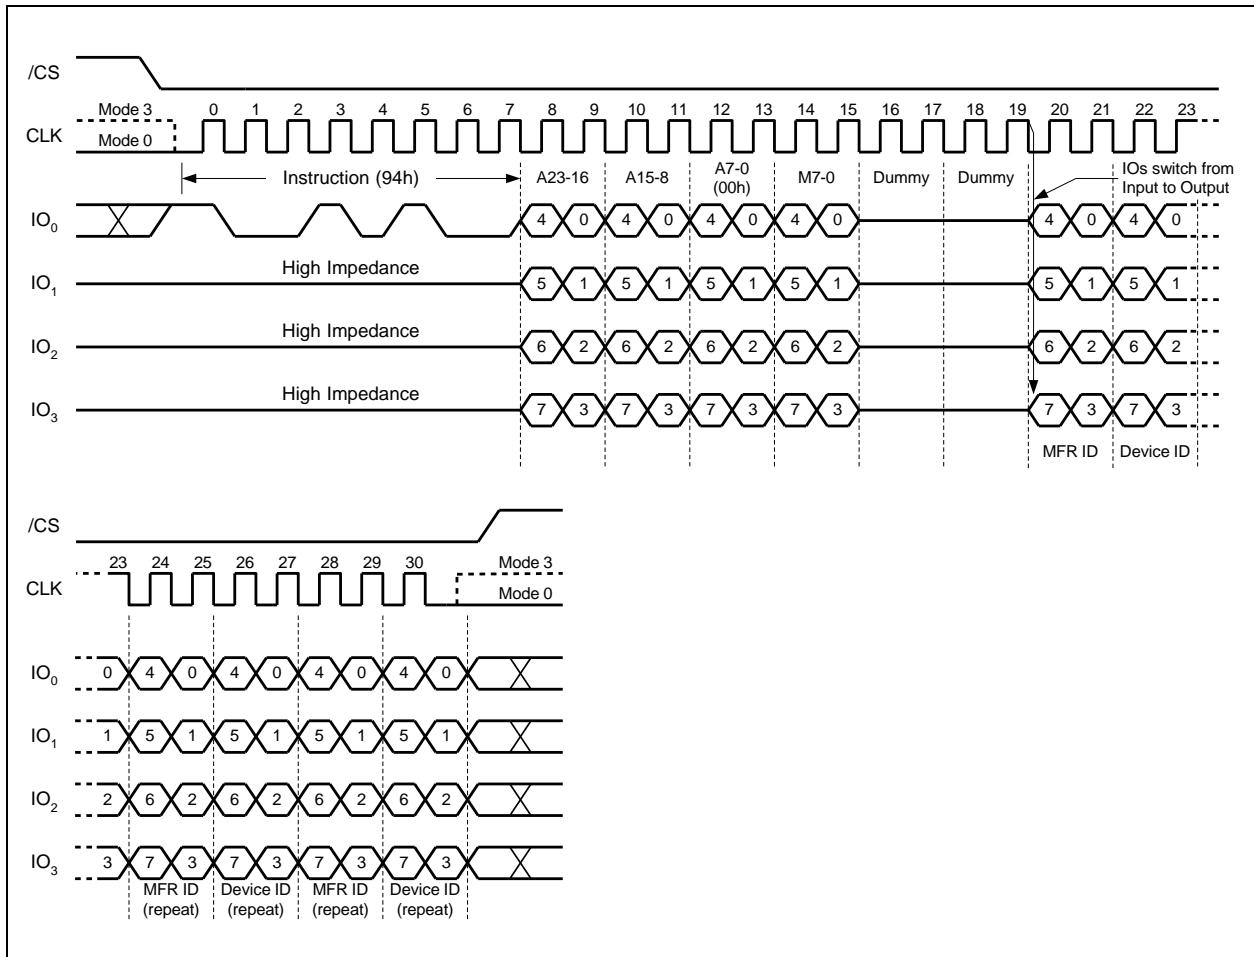 /CS
Mode 3 0 1 2 3 4 5 6 7 8 9 10 11 12 13 14 15 16 17 18 19 20 21 22 23
CLK Mode 0
Instruction (94h) A23-16 A15-8 A7-0 (00h) M7-0 Dummy Dummy IOs switch from Input to Output
IO0 4 0 4 0 4 0 4 0 4 0 4 0
High Impedance
IO1 5 1 5 1 5 1 5 1 5 1 5 1
High Impedance
IO2 6 2 6 2 6 2 6 2 6 2 6 2
High Impedance
IO3 7 3 7 3 7 3 7 3 7 3 7 3
MFR ID Device ID
/CS
23 24 25 26 27 28 29 30 Mode 3
CLK Mode 0
IO0 0 4 0 4 0 4 0 4 0
IO1 1 5 1 5 1 5 1 5 1
IO2 2 6 2 6 2 6 2 6 2
IO3 3 7 3 7 3 7 3 7 3
MFR ID Device ID MFR ID Device ID
(repeat) (repeat) (repeat) (repeat)